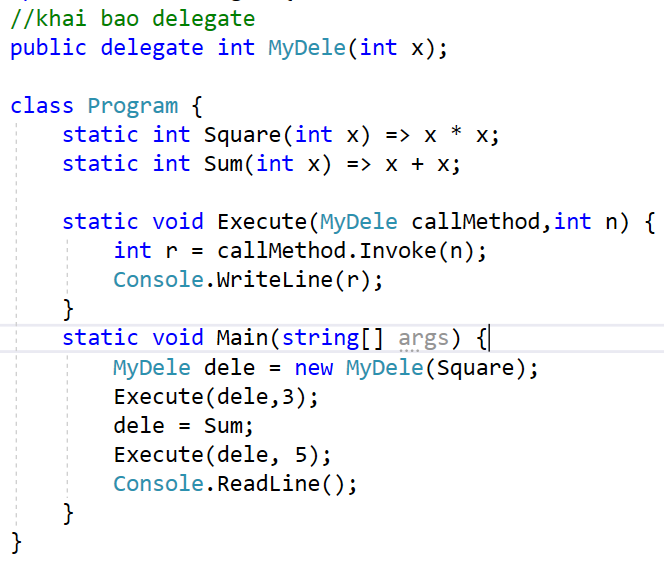 //khai bao delegate
public delegate int MyDele(int x);
class Program {
static int Square(int x) => x * x;
static int Sum(int x) => x + x;
static void Execute(MyDele callMethod,int n) {
int r = callMethod.Invoke(n);
Console.WriteLine(r);
}
static void Main(string[] args) {
MyDele dele = new MyDele(Square);
Execute(dele,3);
dele = Sum;
Execute(dele, 5);
Console.ReadLine();
}
}